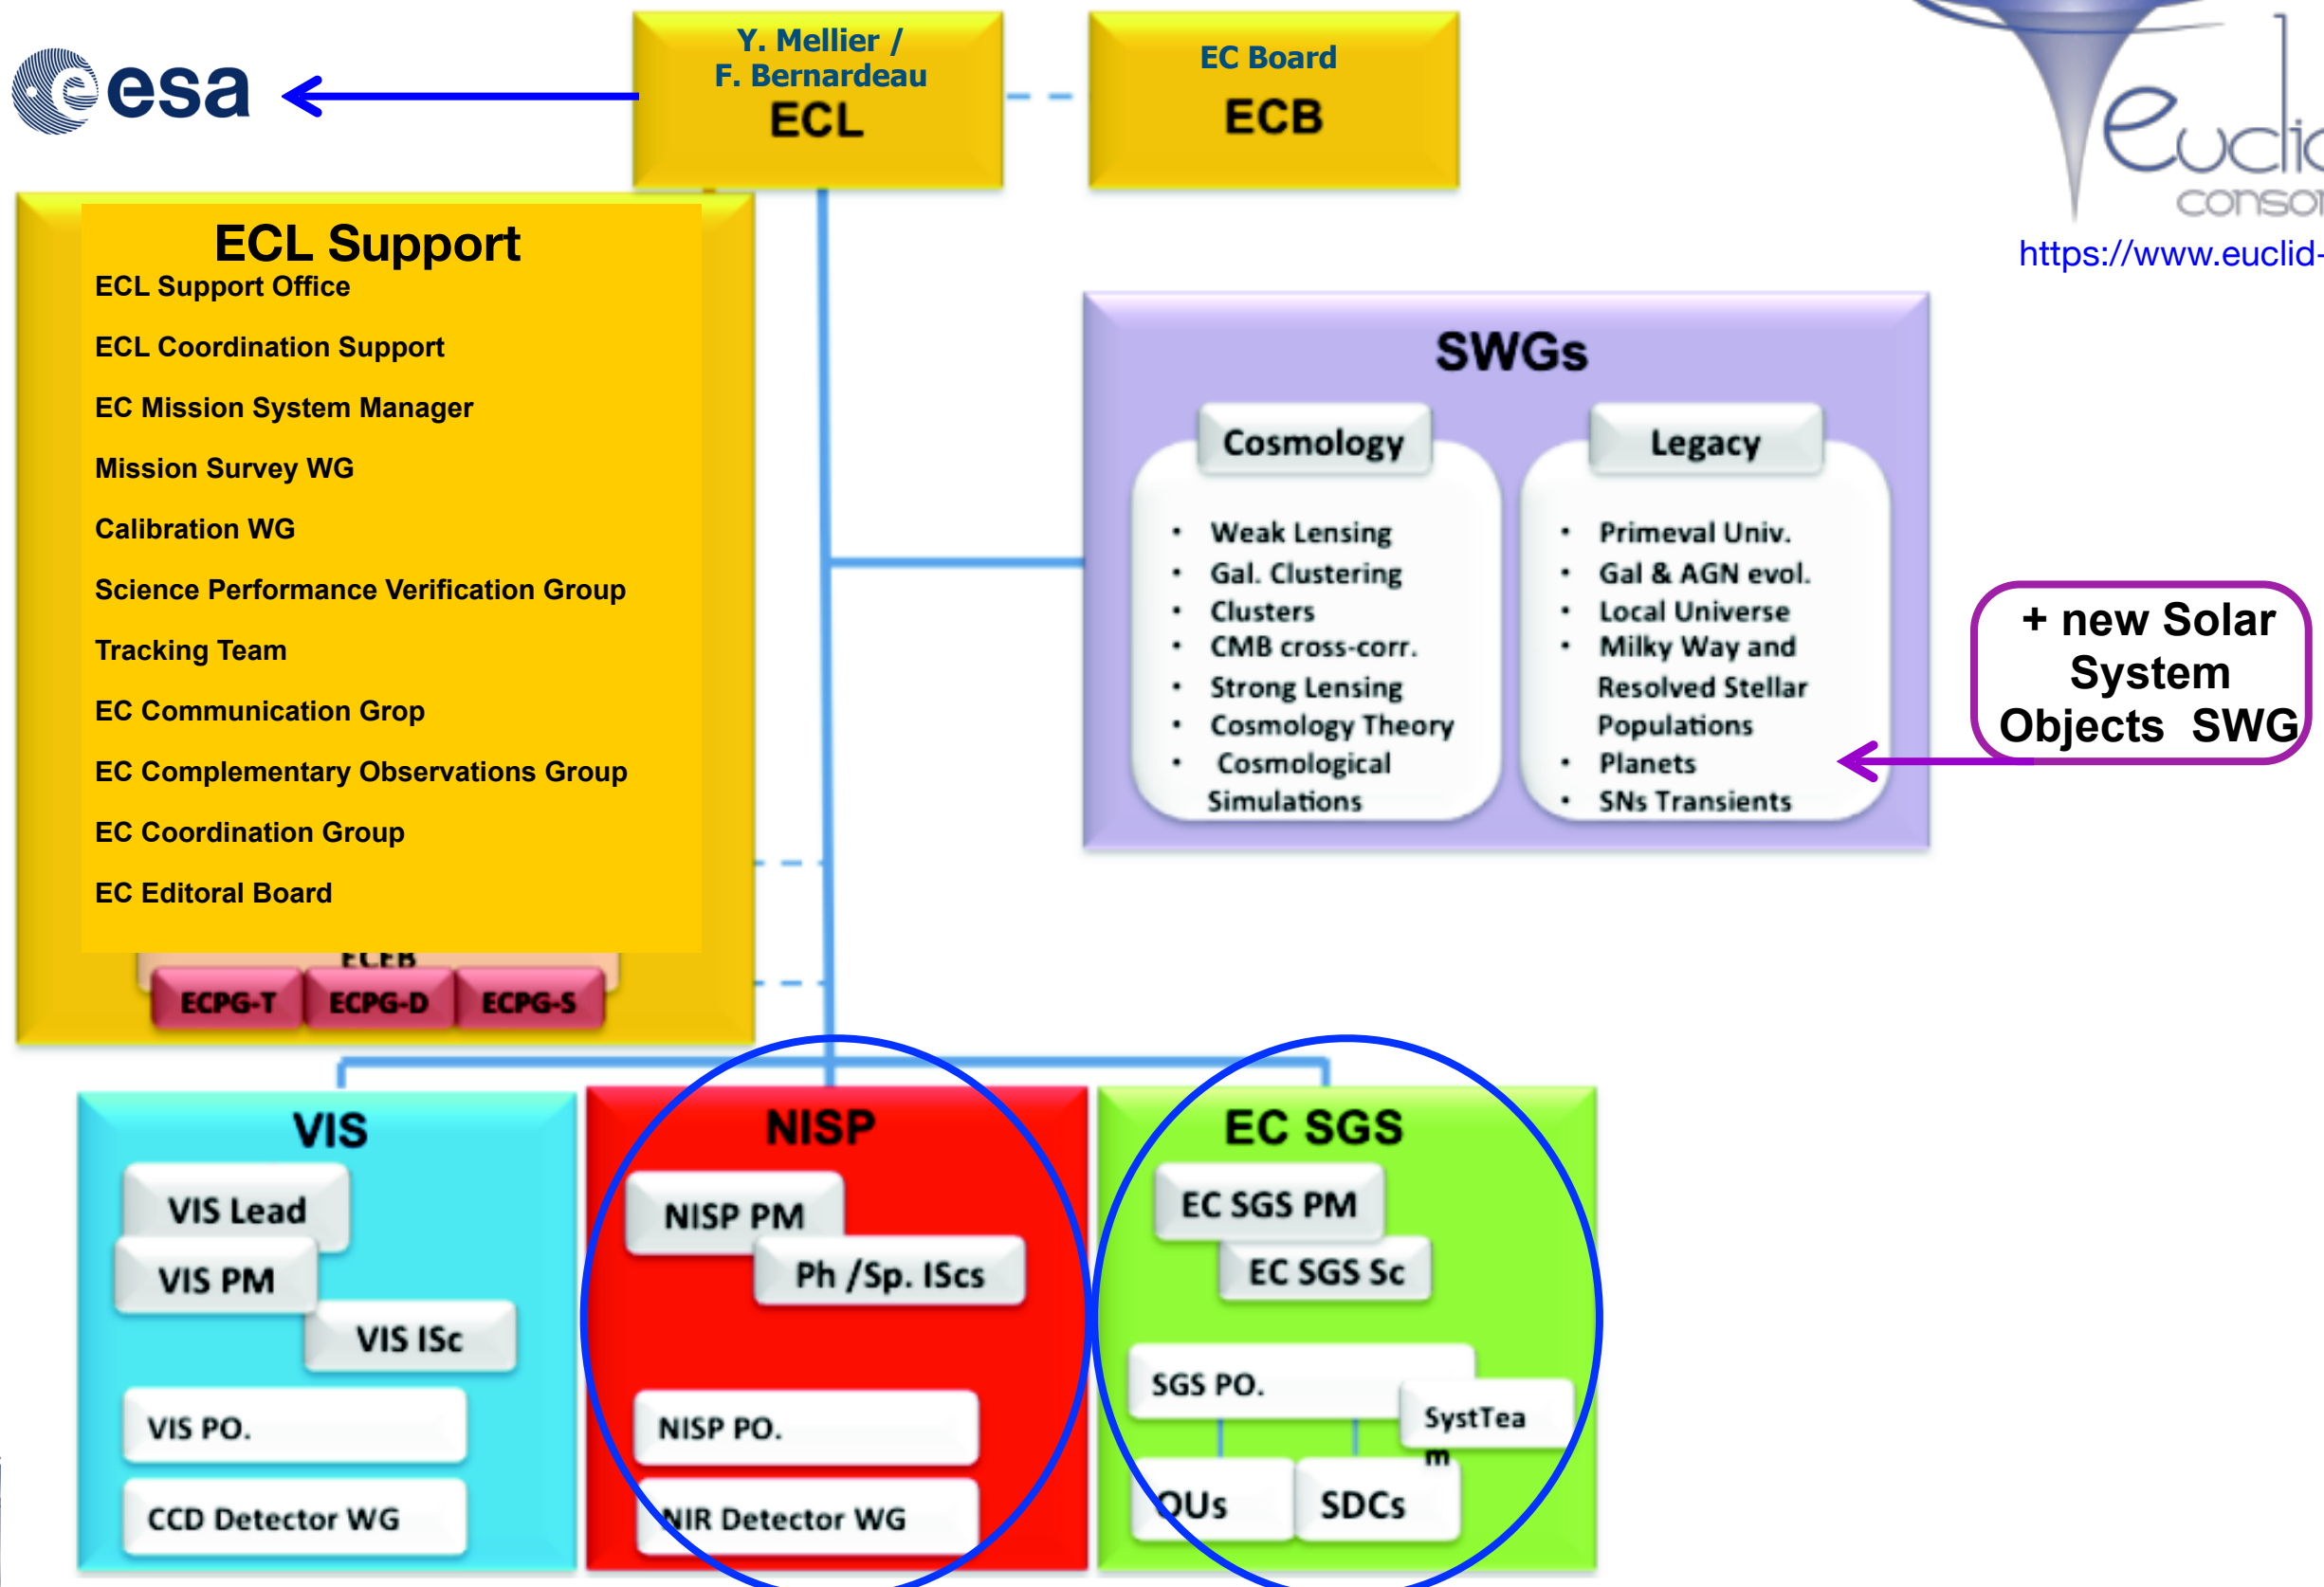 esa
Y. Mellier /
F. Bernardeau
ECL
EC Board
ECB
Euclid
https://www.euclid-
ECL Support
ECL Support Office
ECL Coordination Support
EC Mission System Manager
Mission Survey WG
Calibration WG
Science Performance Verification Group
Tracking Team
EC Communication Grop
EC Complementary Observations Group
EC Coordination Group
EC Editoral Board
ECEB
ECPG-T
ECPG-D
ECPG-S
SWGs
Cosmology
• Weak Lensing
• Gal. Clustering
• Clusters
• CMB cross-corr.
• Strong Lensing
• Cosmology Theory
• Cosmological
Simulations
Legacy
• Primeval Univ.
• Gal & AGN evol.
• Local Universe
• Milky Way and
Resolved Stellar
Populations
• Planets
• SNs Transients
+ new Solar
System
Objects SWG
VIS
VIS Lead
VIS PM
VIS ISc
VIS PO.
CCD Detector WG
NISP
NISP PM
Ph /Sp. IScs
NISP PO.
NIR Detector WG
EC SGS
EC SGS PM
EC SGS Sc
SGS PO.
SystTea
m
OUs
SDCs